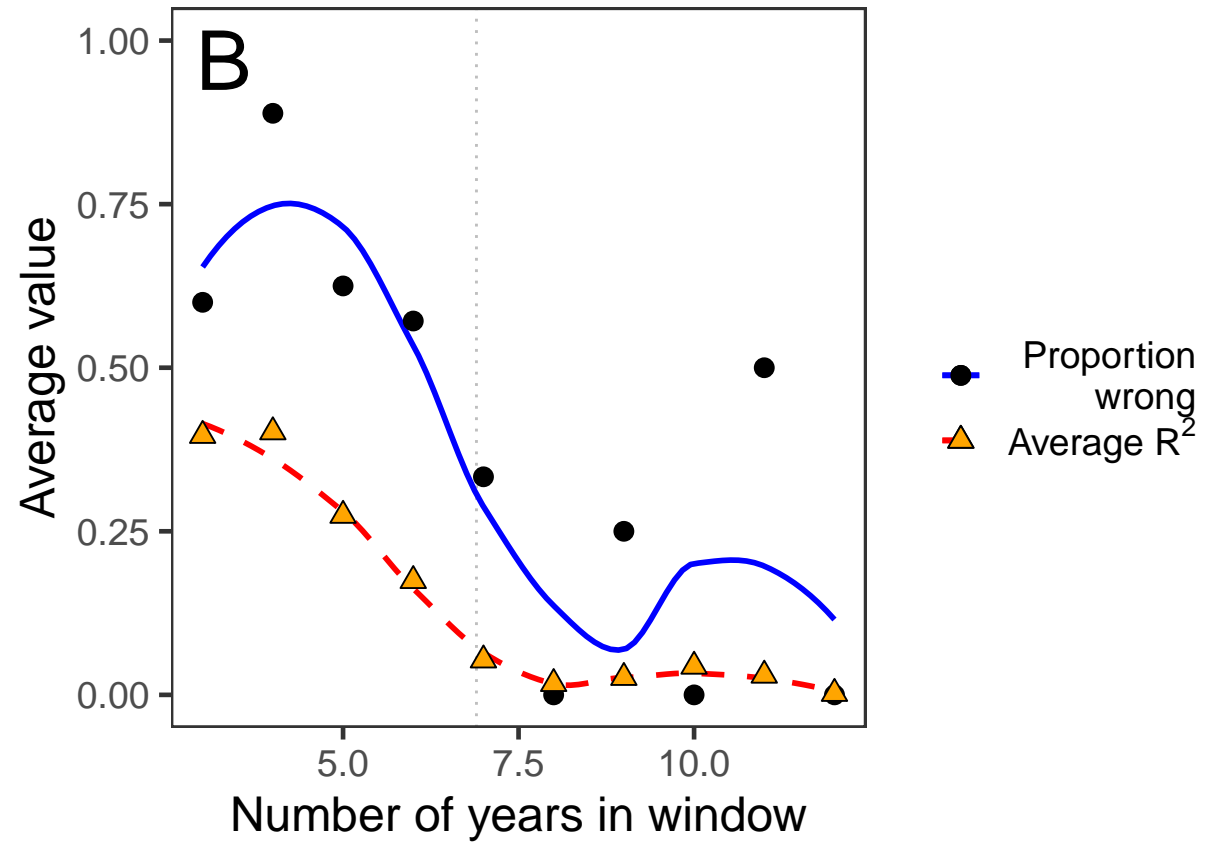 B
1.00
0.75
0.50
0.25
0.00
Average value
5.0 7.5 10.0
Number of years in window
Proportion
wrong
Average R²